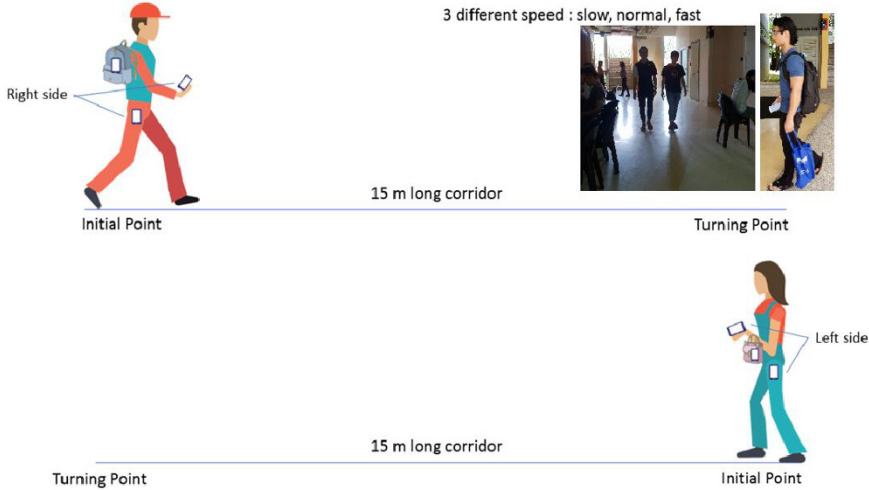 3 different speed : slow, normal, fast
Right side
15 m long corridor
Initial Point
Turning Point
Left side
15 m long corridor
Turning Point
Initial Point